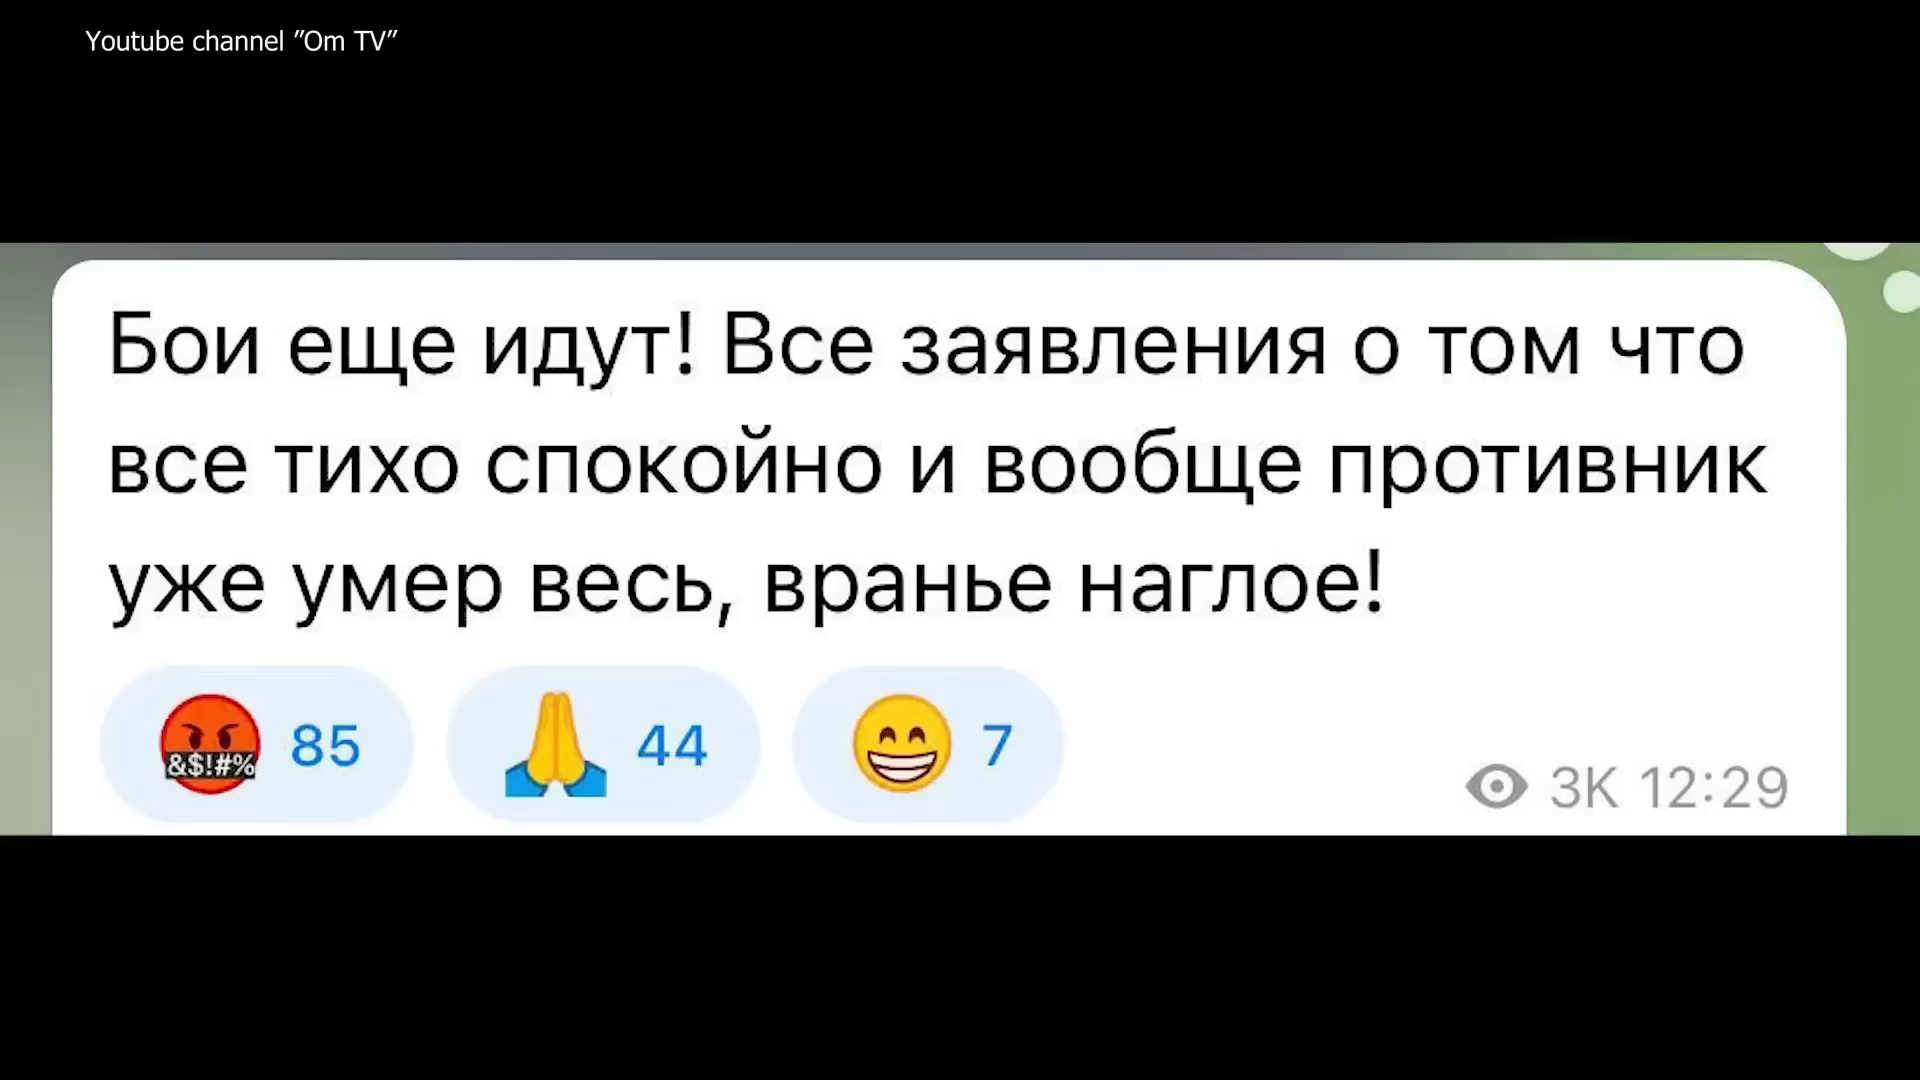 Youtube channel ”Om TV”
Бои еще идут! Все заявления о том что
все тихо спокойно и вообще противник
уже умер весь, вранье наглое!
&$!#% 85 44 7
3K 12:29